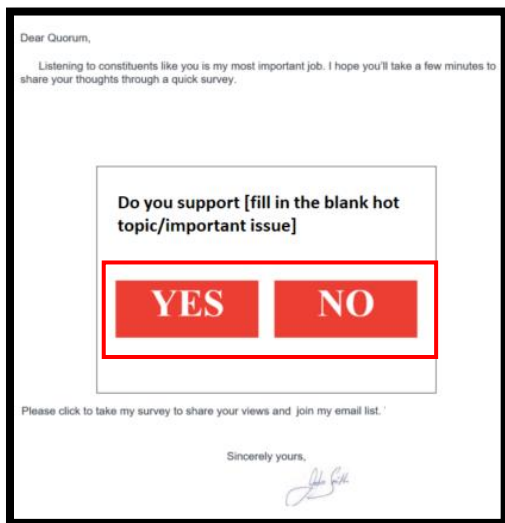 Dear Quorum,
Listening to constituents like you is my most important job. I hope you'll take a few minutes to
share your thoughts through a quick survey.
Do you support [fill in the blank hot
topic/important issue]
YES NO
Please click to take my survey to share your views and join my email list.
Sincerely yours,
John Smith